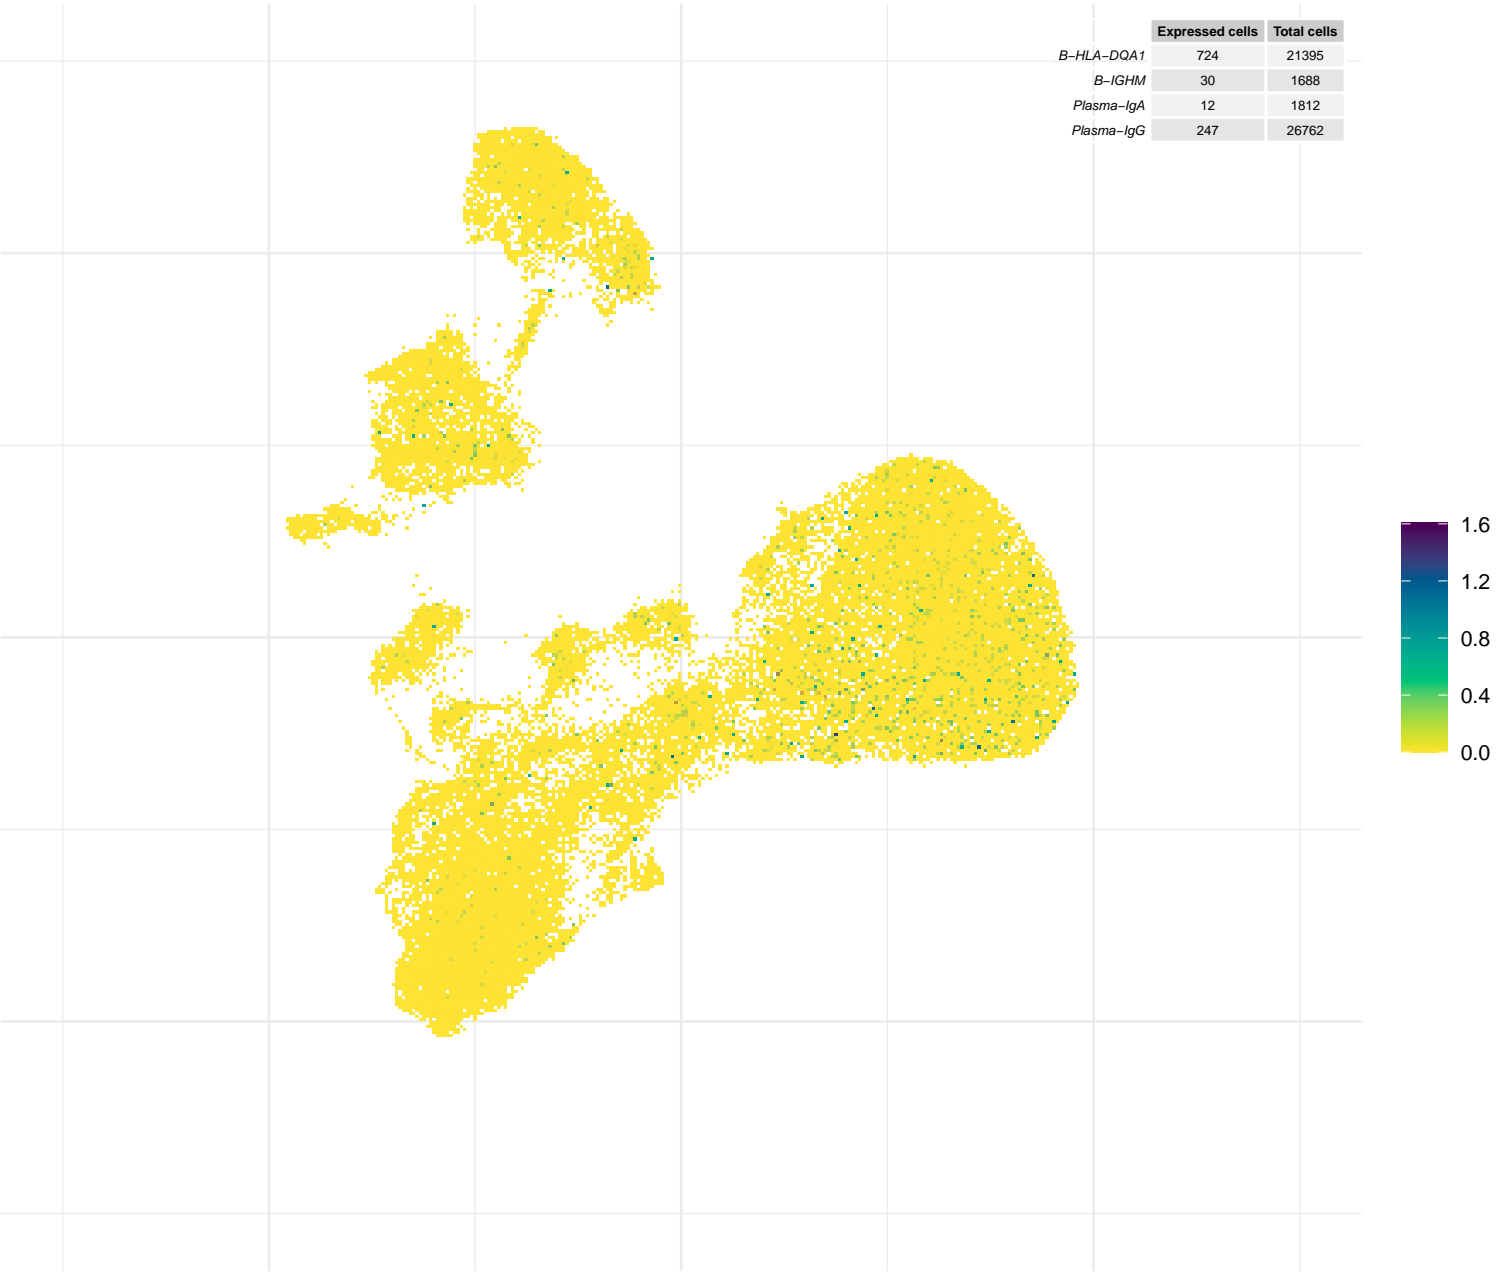 Expressed cells Total cells
B−HLA−DQA1 724 21395
B−IGHM 30 1688
Plasma−IgA 12 1812
Plasma−IgG 247 26762
1.6
1.2
0.8
0.4
0.0